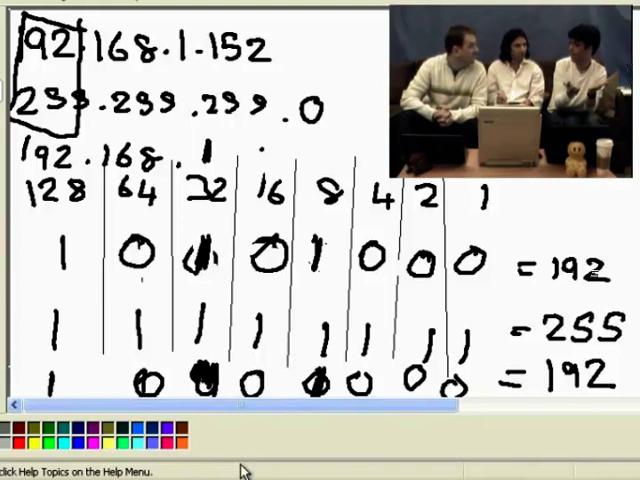 92.168.1.152
255.255.255.0
192.168.1.
128 64 32 16 8 4 2 1
1 0 0 1 0 0 0 = 192
1 1 1 1 1 1 1 1 = 255
1 0 0 0 0 0 0 0 = 192
click Help Topics on the Help Menu.